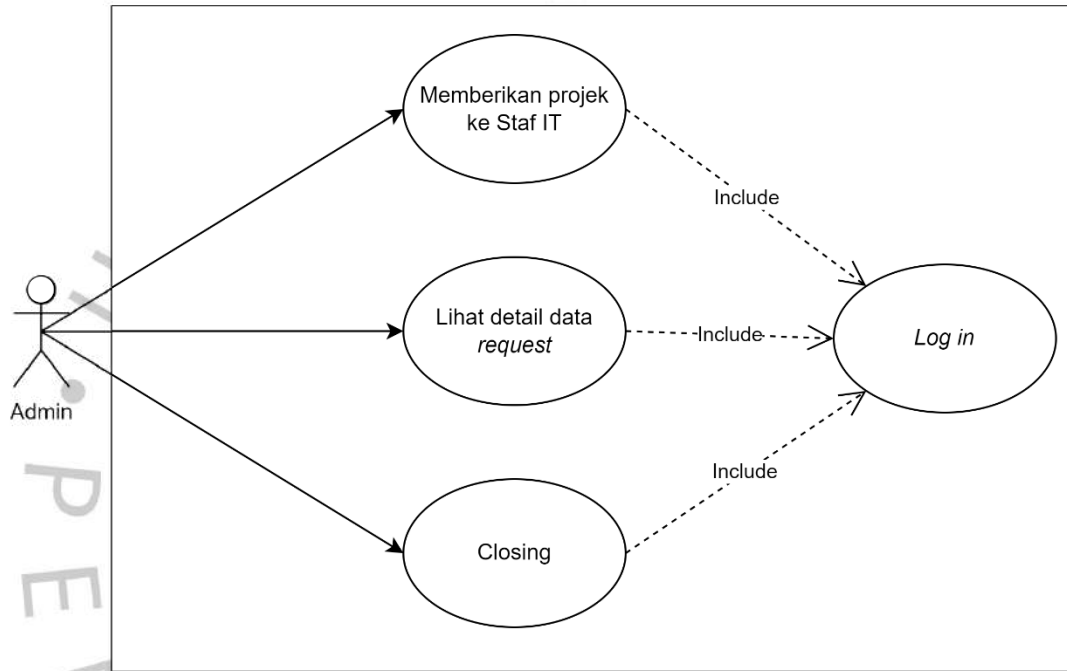 Memberikan projek
ke Staf IT
Include
Lihat detail data
request
Include
Log in
Admin
Include
Closing
P
E